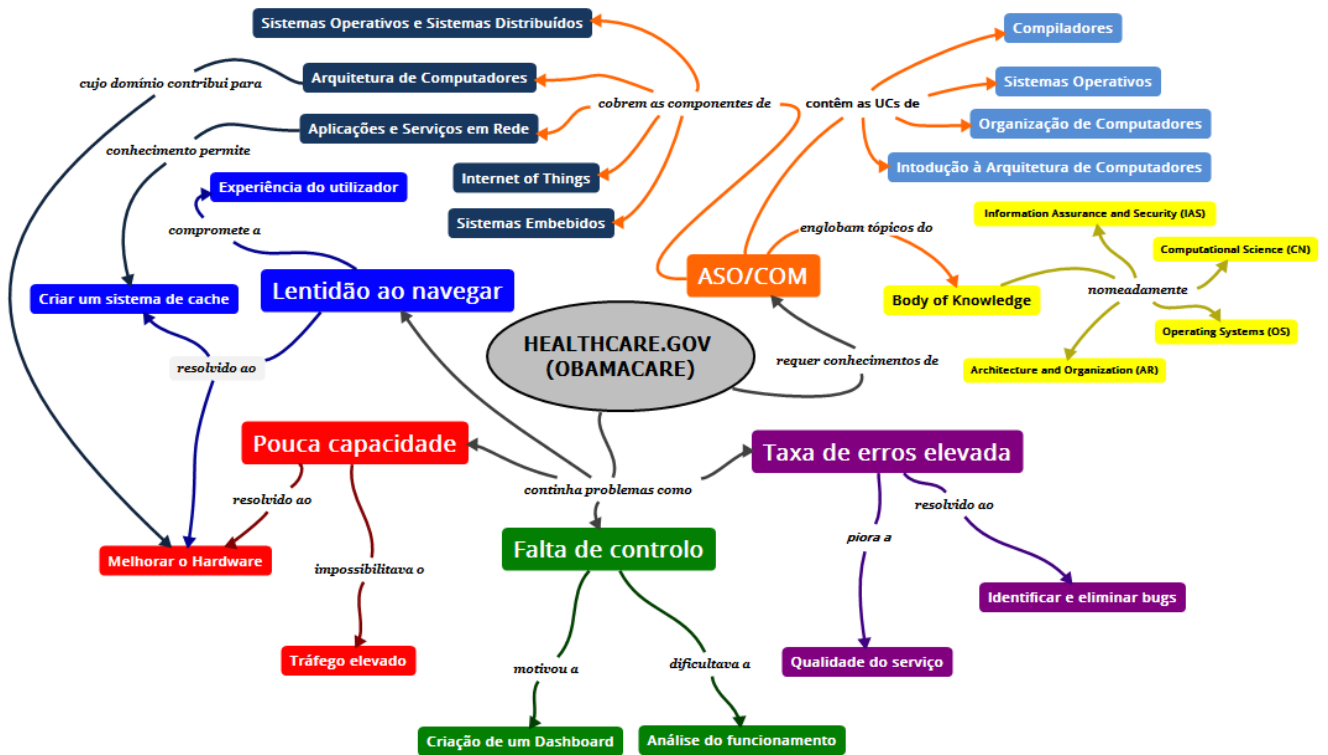 Sistemas Operativos e Sistemas Distribuídos
Compiladores
cujo domínio contribui para
Arquitetura de Computadores
Sistemas Operativos
cobrem as componentes de
contêm as UCs de
Aplicações e Serviços em Rede
Organização de Computadores
conhecimento permite
Internet of Things
Intodução à Arquitetura de Computadores
Experiência do utilizador
Sistemas Embebidos
Information Assurance and Security (IAS)
compromete a
englobam tópicos do
Computational Science (CN)
ASO/COM
Lentidão ao navegar
Criar um sistema de cache
Body of Knowledge
nomeadamente
Operating Systems (OS)
HEALTHCARE.GOV
(OBAMACARE)
requer conhecimentos de
resolvido ao
Architecture and Organization (AR)
Pouca capacidade
Taxa de erros elevada
continha problemas como
resolvido ao
resolvido ao
piora a
Falta de controlo
Melhorar o Hardware
impossibilitava o
Identificar e eliminar bugs
Tráfego elevado
Qualidade do serviço
motivou a
dificultava a
Criação de um Dashboard
Análise do funcionamento